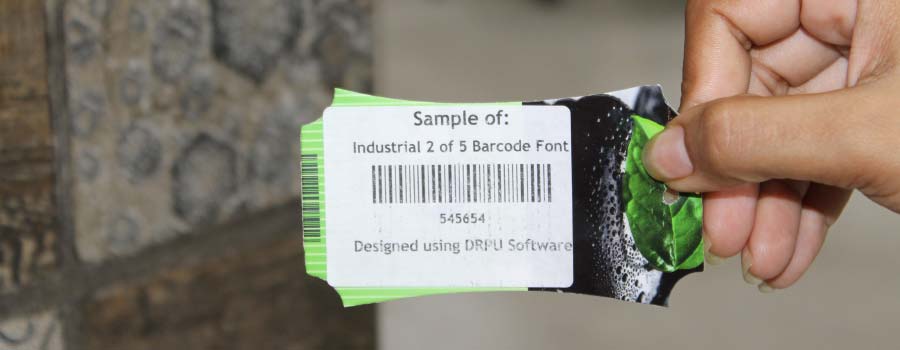 Sample of:
Industrial 2 of 5 Barcode Font
545654
Designed using DRPU Software